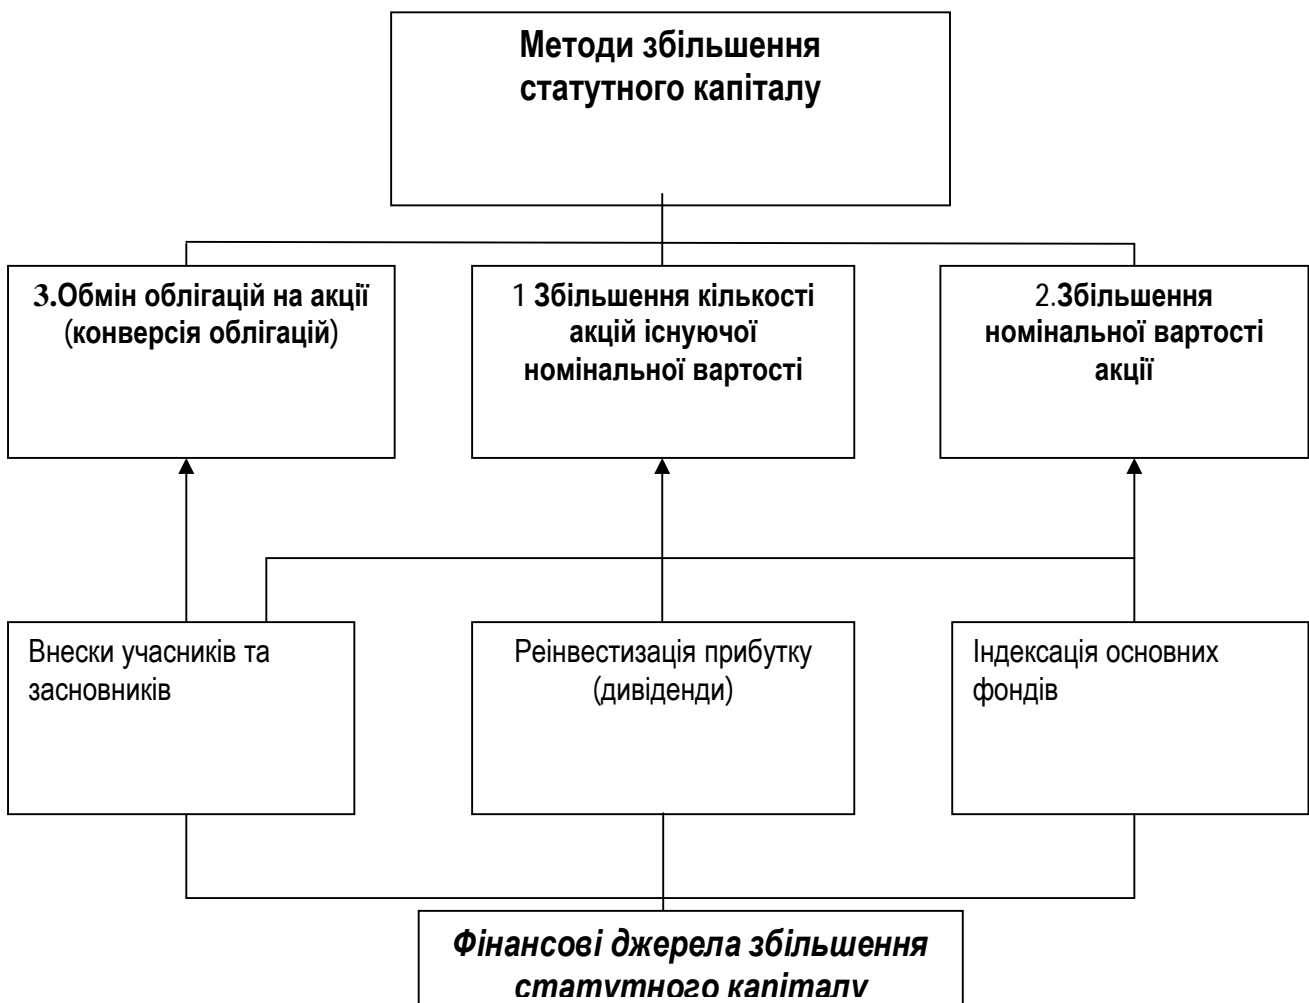 Методи збільшення
статутного капіталу
3.Обмін облігацій на акції
(конверсія облігацій)
1 Збільшення кількості
акцій існуючої
номінальної вартості
2.Збільшення
номінальної вартості
акції
Внески учасників та
засновників
Реінвестизація прибутку
(дивіденди)
Індексація основних
фондів
Фінансові джерела збільшення
статутного капіталу